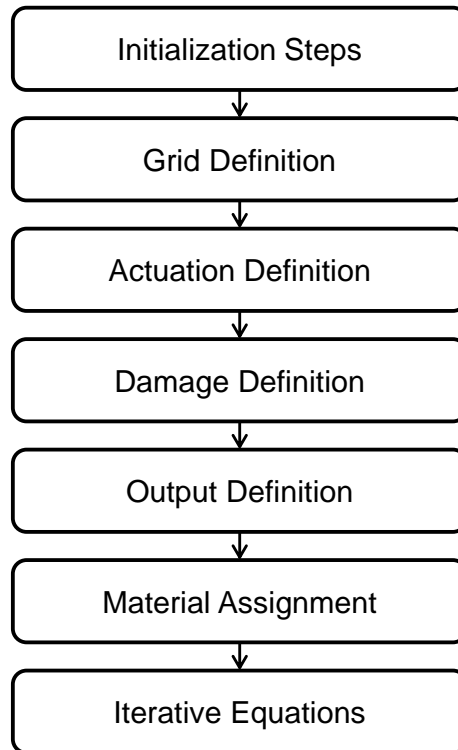 Initialization Steps
Grid Definition
Actuation Definition
Damage Definition
Output Definition
Material Assignment
Iterative Equations